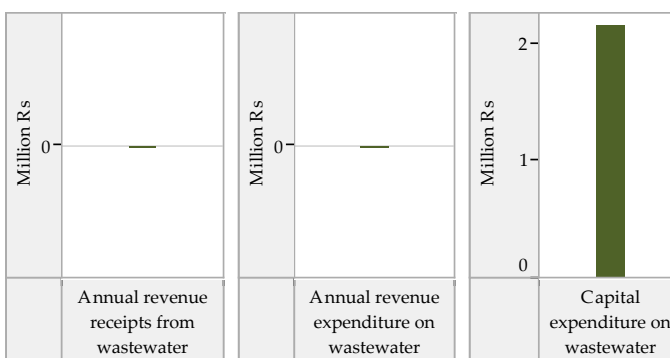 Million Rs
0
Annual revenue
receipts from
wastewater
Million Rs
0
Annual revenue
expenditure on
wastewater
Million Rs
2
1
0
Capital
expenditure on
wastewater